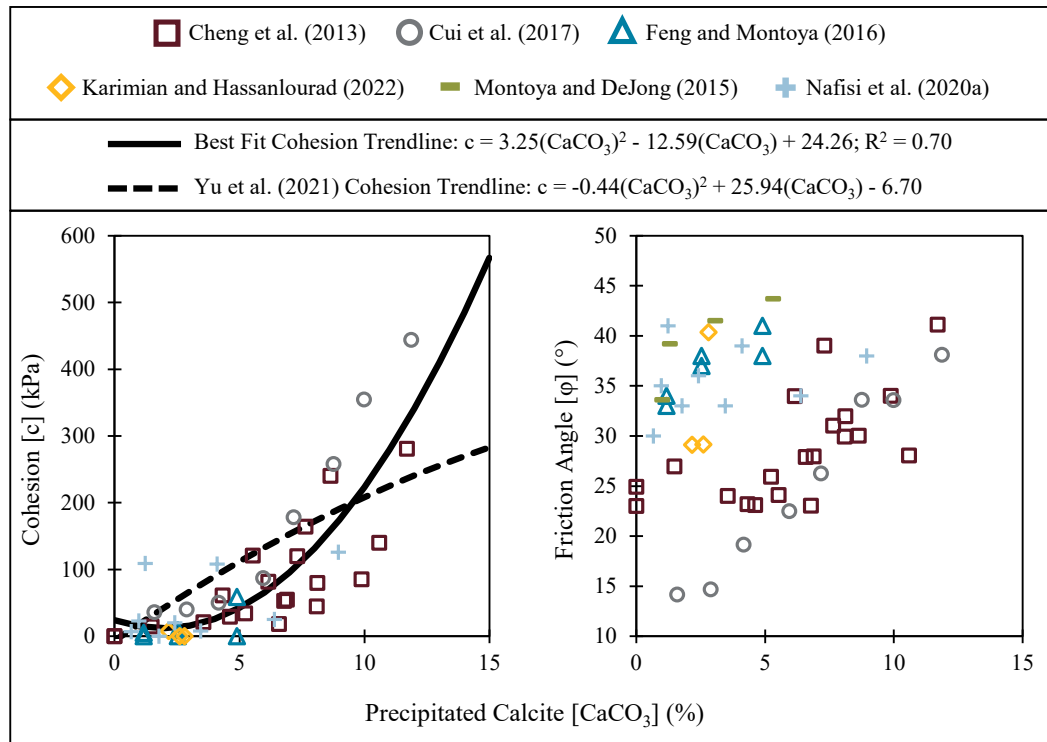 Cheng et al. (2013) Cui et al. (2017) Feng and Montoya (2016)
Karimian and Hassanlourad (2022) Montoya and DeJong (2015) Nafisi et al. (2020a)
Best Fit Cohesion Trendline: c = 3.25(CaCO₃)² - 12.59(CaCO₃) + 24.26; R² = 0.70
Yu et al. (2021) Cohesion Trendline: c = -0.44(CaCO₃)² + 25.94(CaCO₃) - 6.70
Cohesion [c] (kPa)
600
500
400
300
200
100
0
0 5 10 15
Friction Angle [φ] (°)
50
45
40
35
30
25
20
15
10
0 5 10 15
Precipitated Calcite [CaCO₃] (%)